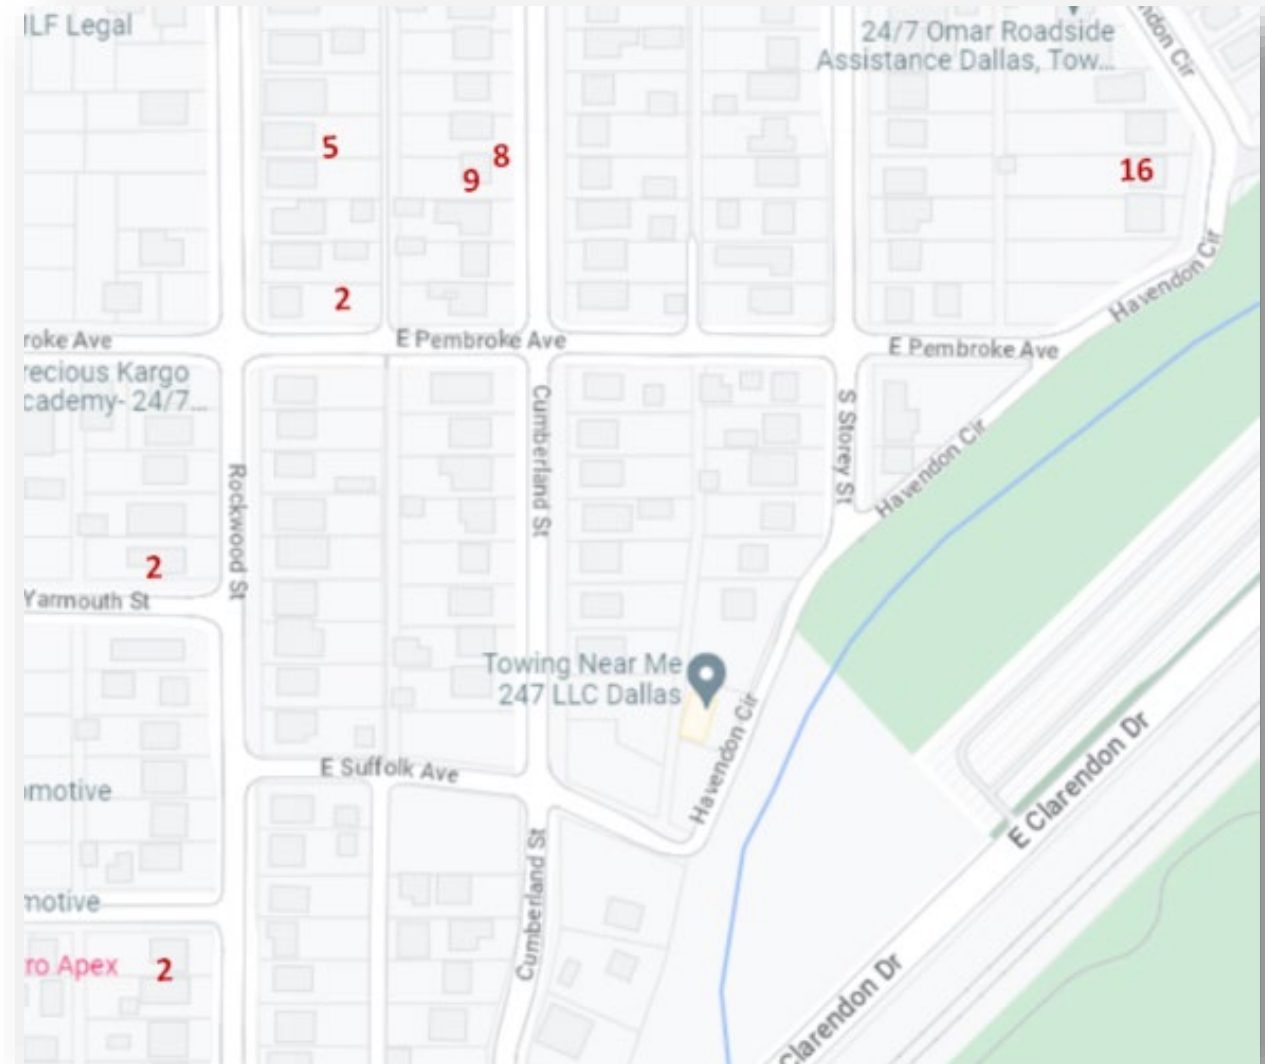 ILF Legal
24/7 Omar Roadside
Assistance Dallas, Tow...
ndon Cir
5
8
9
16
2
Havendon Cir
roke Ave
E Pembroke Ave
E Pembroke Ave
recious Kargo
cademy- 24/7...
Cumberland St
S Storey St
Havendon Cir
Rockwood St
2
Yarmouth St
Towing Near Me
247 LLC Dallas
Havendon Cir
E Suffolk Ave
omotive
E Clarendon Dr
Cumberland St
motive
ro Apex
2
Clarendon Dr